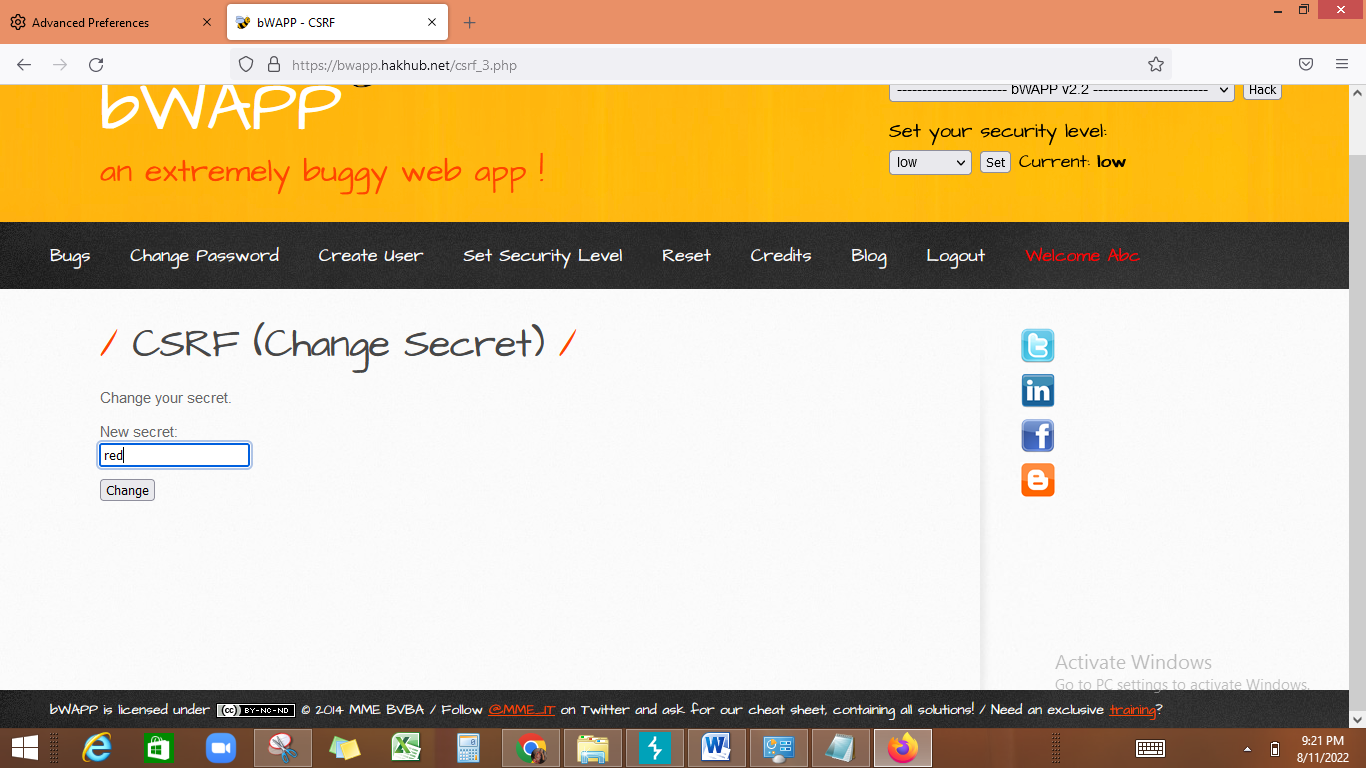 Advanced Preferences
bWAPP - CSRF
https://bwapp.hakhub.net/csrf_3.php
bWAPP
---------------------- bWAPP v2.2 -----------------------
Hack
an extremely buggy web app !
Set your security level:
low
Set
Current: low
Bugs
Change Password
Create User
Set Security Level
Reset
Credits
Blog
Logout
Welcome Abc
/ CSRF (Change Secret) /
Change your secret.
New secret:
red
Change
Activate Windows
Go to PC settings to activate Windows.
bWAPP is licensed under (cc) BY-NC-ND © 2014 MME BVBA / Follow @MME_IT on Twitter and ask for our cheat sheet, containing all solutions! / Need an exclusive training?
9:21 PM
8/11/2022